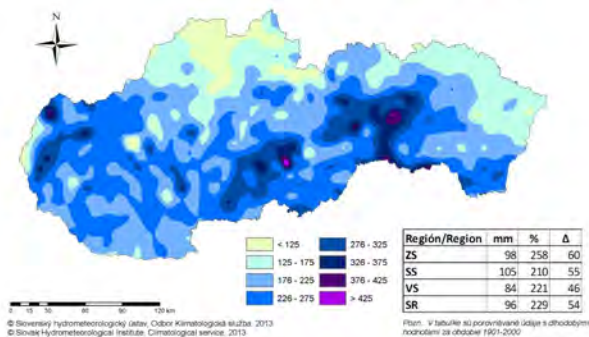 N
< 125
125 - 175
176 - 225
226 - 275
276 - 325
326 - 375
376 - 425
> 425
Región/Region mm % Δ
ZS 98 258 60
SS 105 210 55
VS 84 221 46
SR 96 229 54
0 15 30 60 90 120 km
© Slovenský hydrometeorologický ústav, Odbor Klimatologická služba, 2013
© Slovak Hydrometeorological Institute, Climatological service, 2013
Pozn.: V tabuľke sú porovnávané údaje s dlhodobými
hodnotami za obdobie 1901-2000